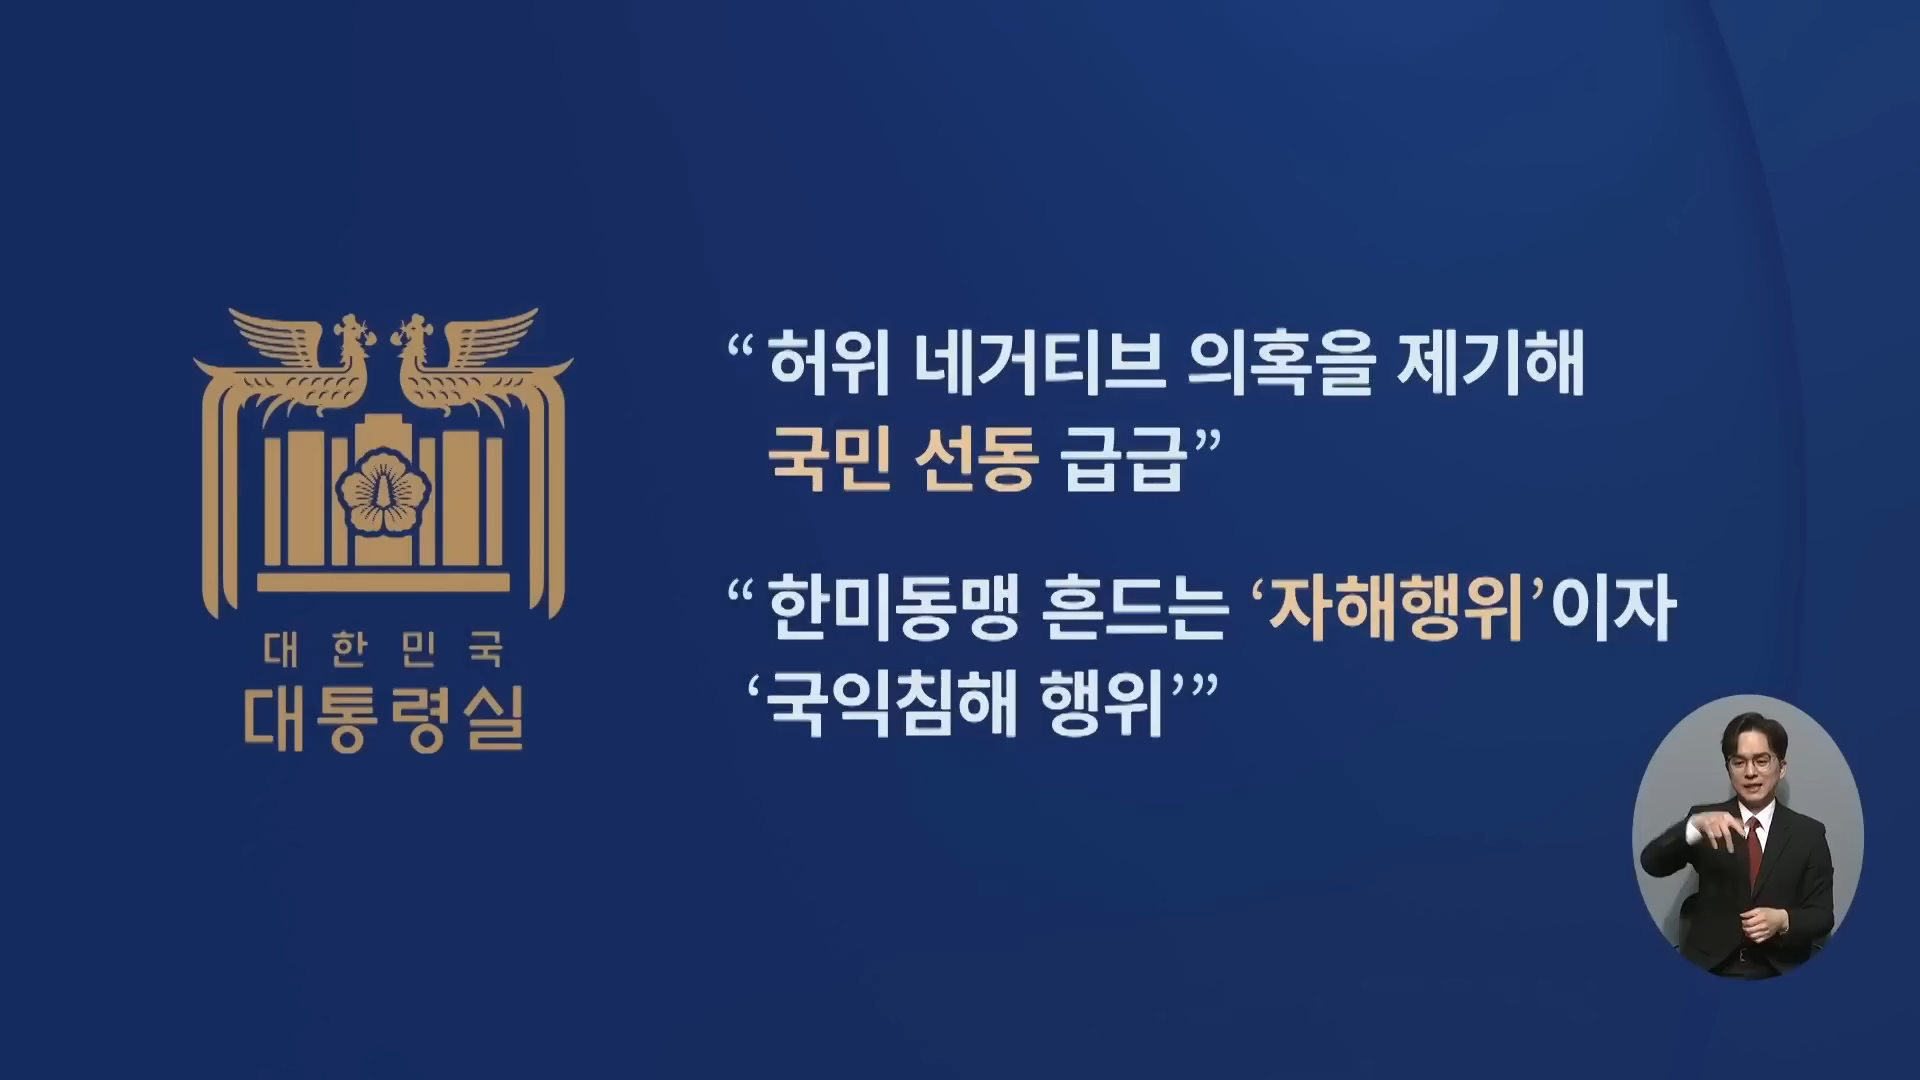 “허위 네거티브 의혹을 제기해
국민 선동 급급”
“한미동맹 흔드는 ‘자해행위’이자
‘국익침해 행위’”
대한민국
대통령실